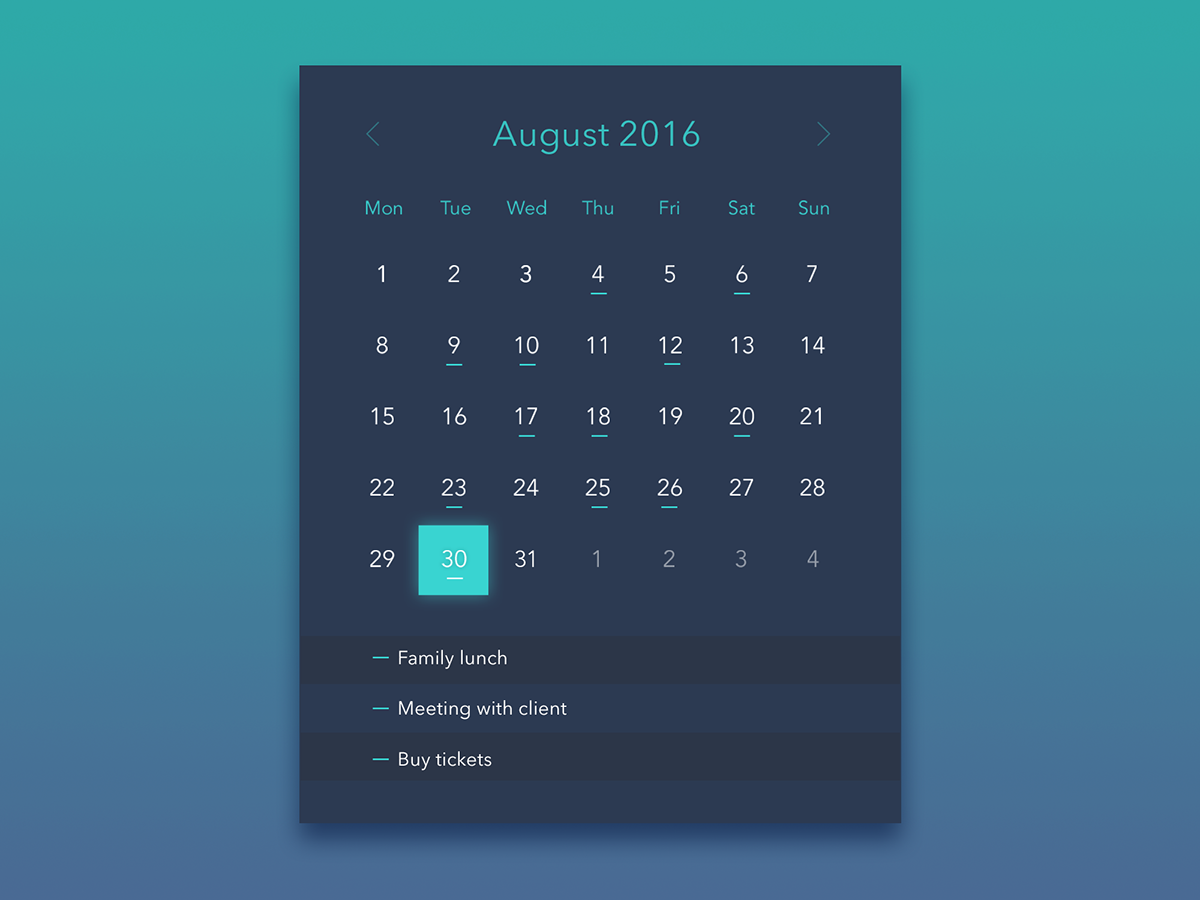 August 2016
Mon Tue Wed Thu Fri Sat Sun
1 2 3 4 5 6 7
8 9 10 11 12 13 14
15 16 17 18 19 20 21
22 23 24 25 26 27 28
29 30 31 1 2 3 4
Family lunch
Meeting with client
Buy tickets